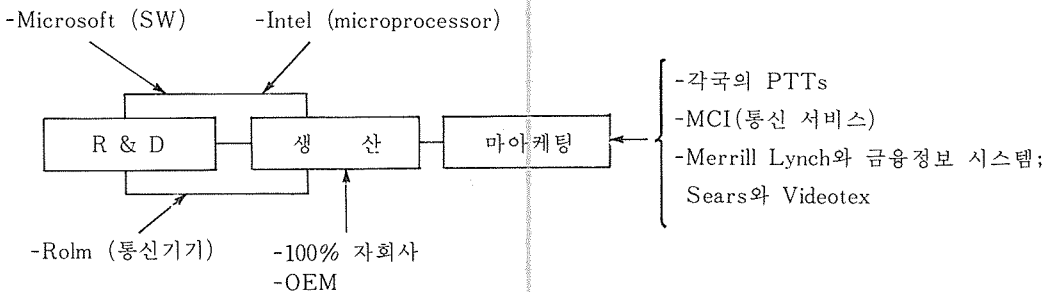 -Microsoft (SW)
-Intel (microprocessor)
R & D
생 산
마아케팅
-각국의 PTTs
-MCI(통신 서비스)
-Merrill Lynch와 금융정보 시스템;
Sears와 Videotex
-Rolm (통신기기)
-100% 자회사
-OEM